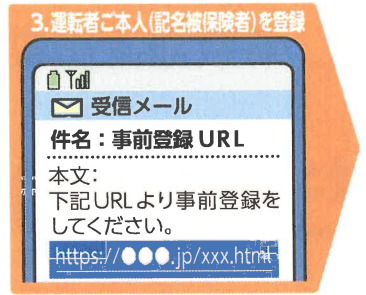 3.運転者ご本人(記名被保険者)を登録
受信メール
件名：事前登録URL
本文：
下記URLより事前登録を
してください。
https://●●●.jp/xxx.html